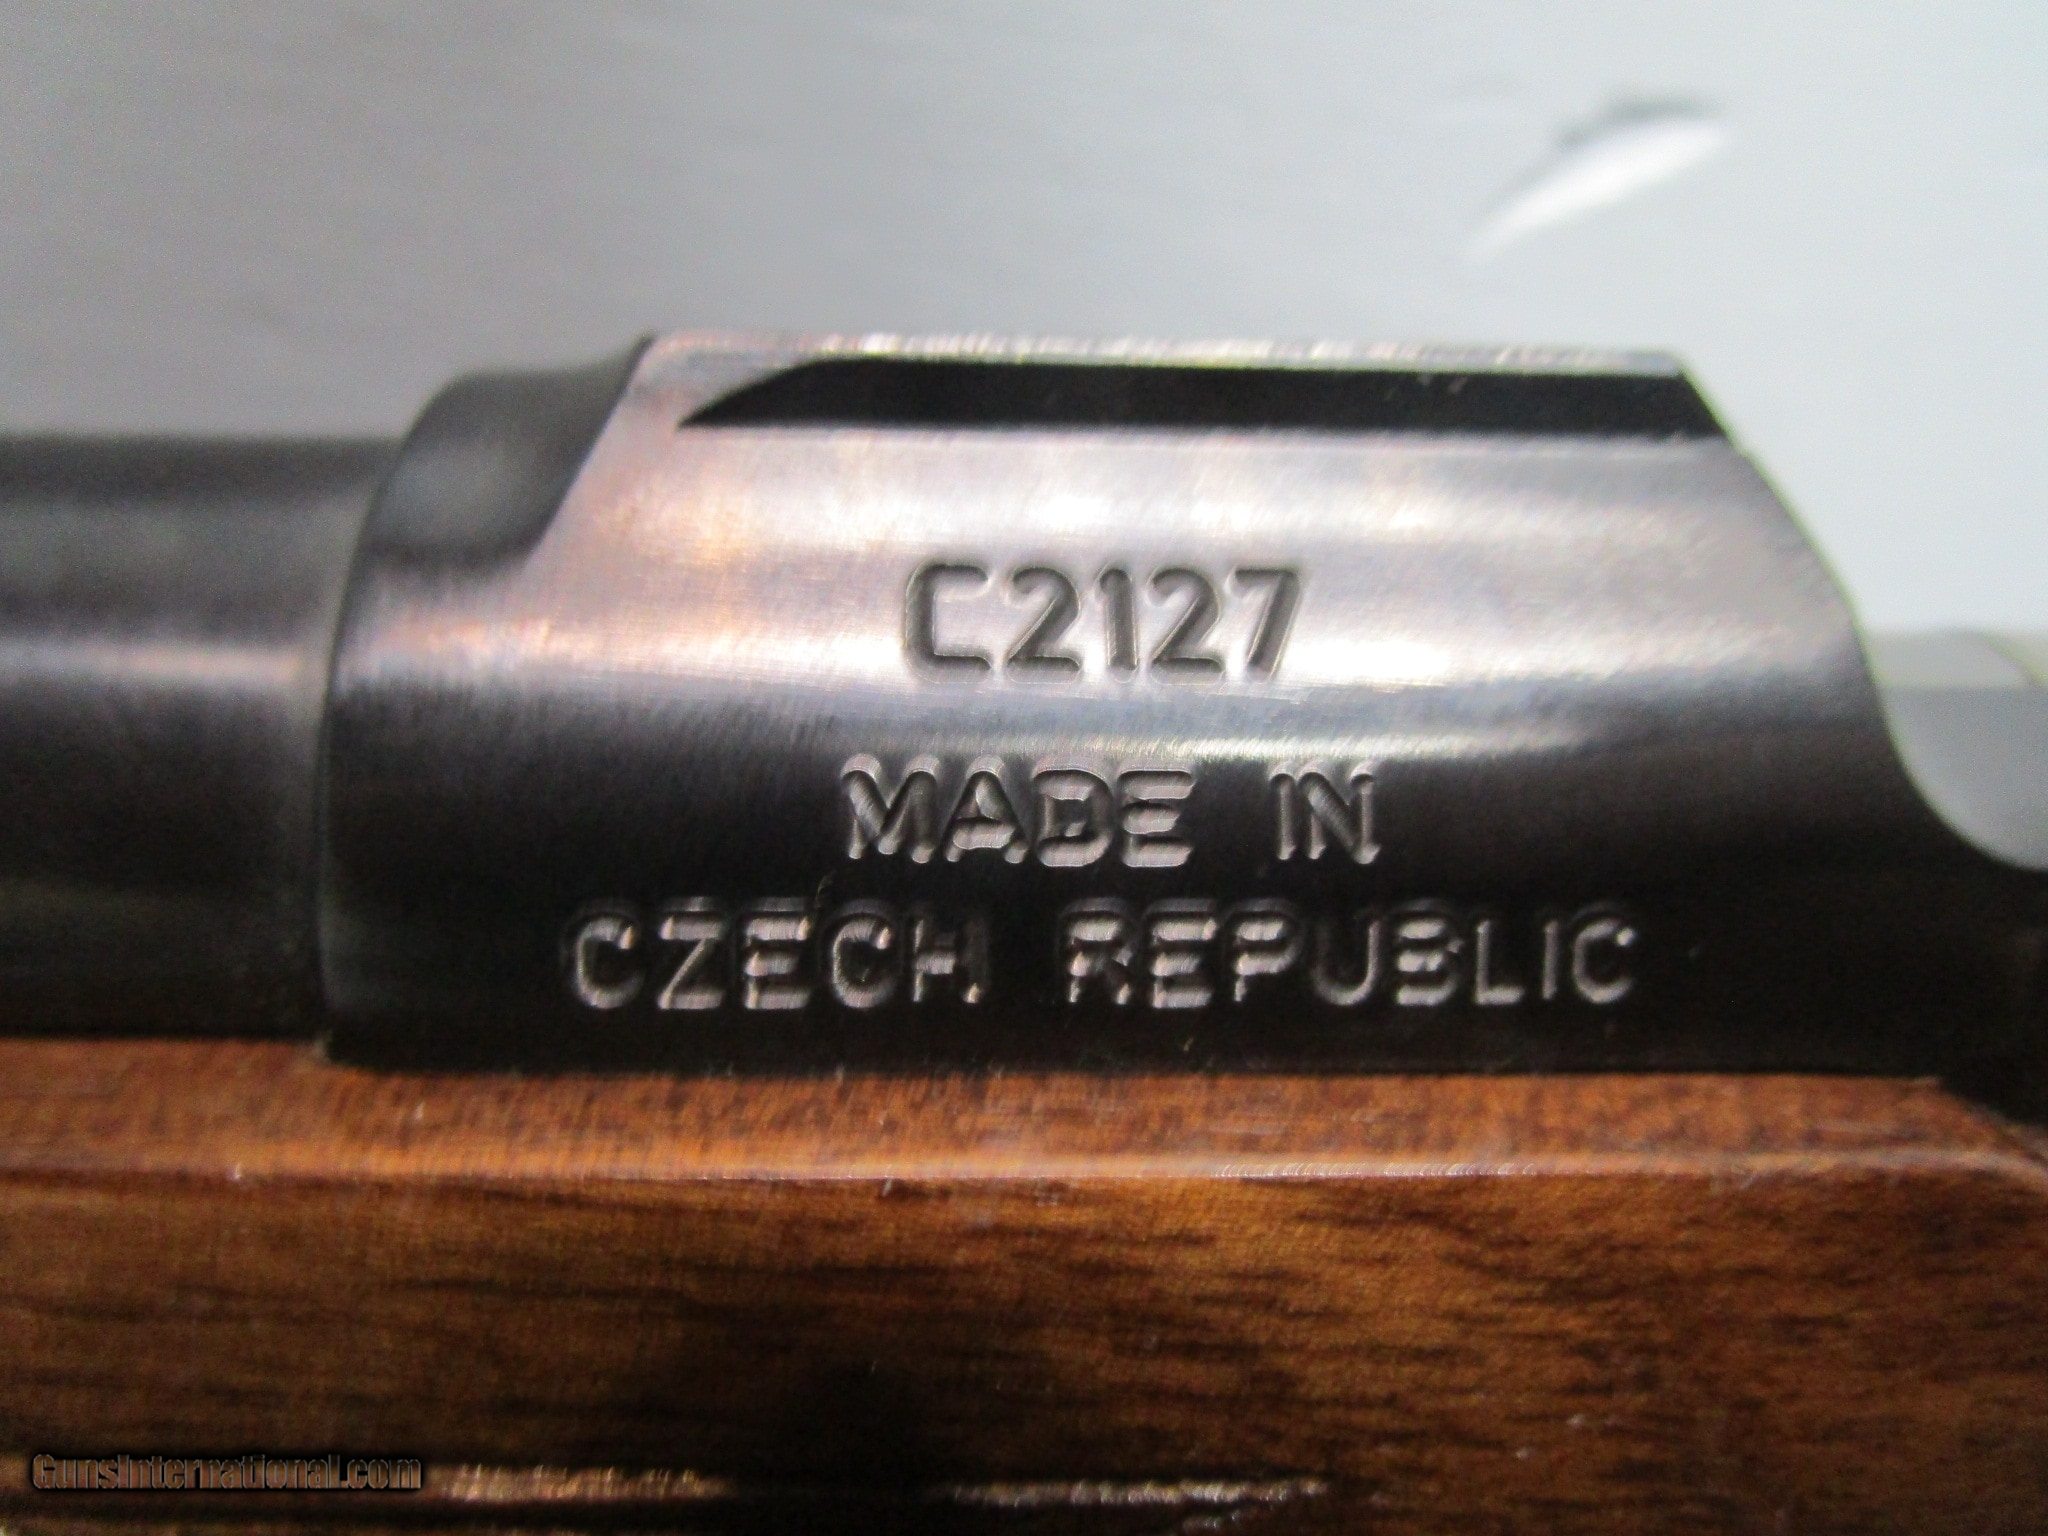 C2127
MADE IN
CZECH REPUBLIC
GunsInternational.com